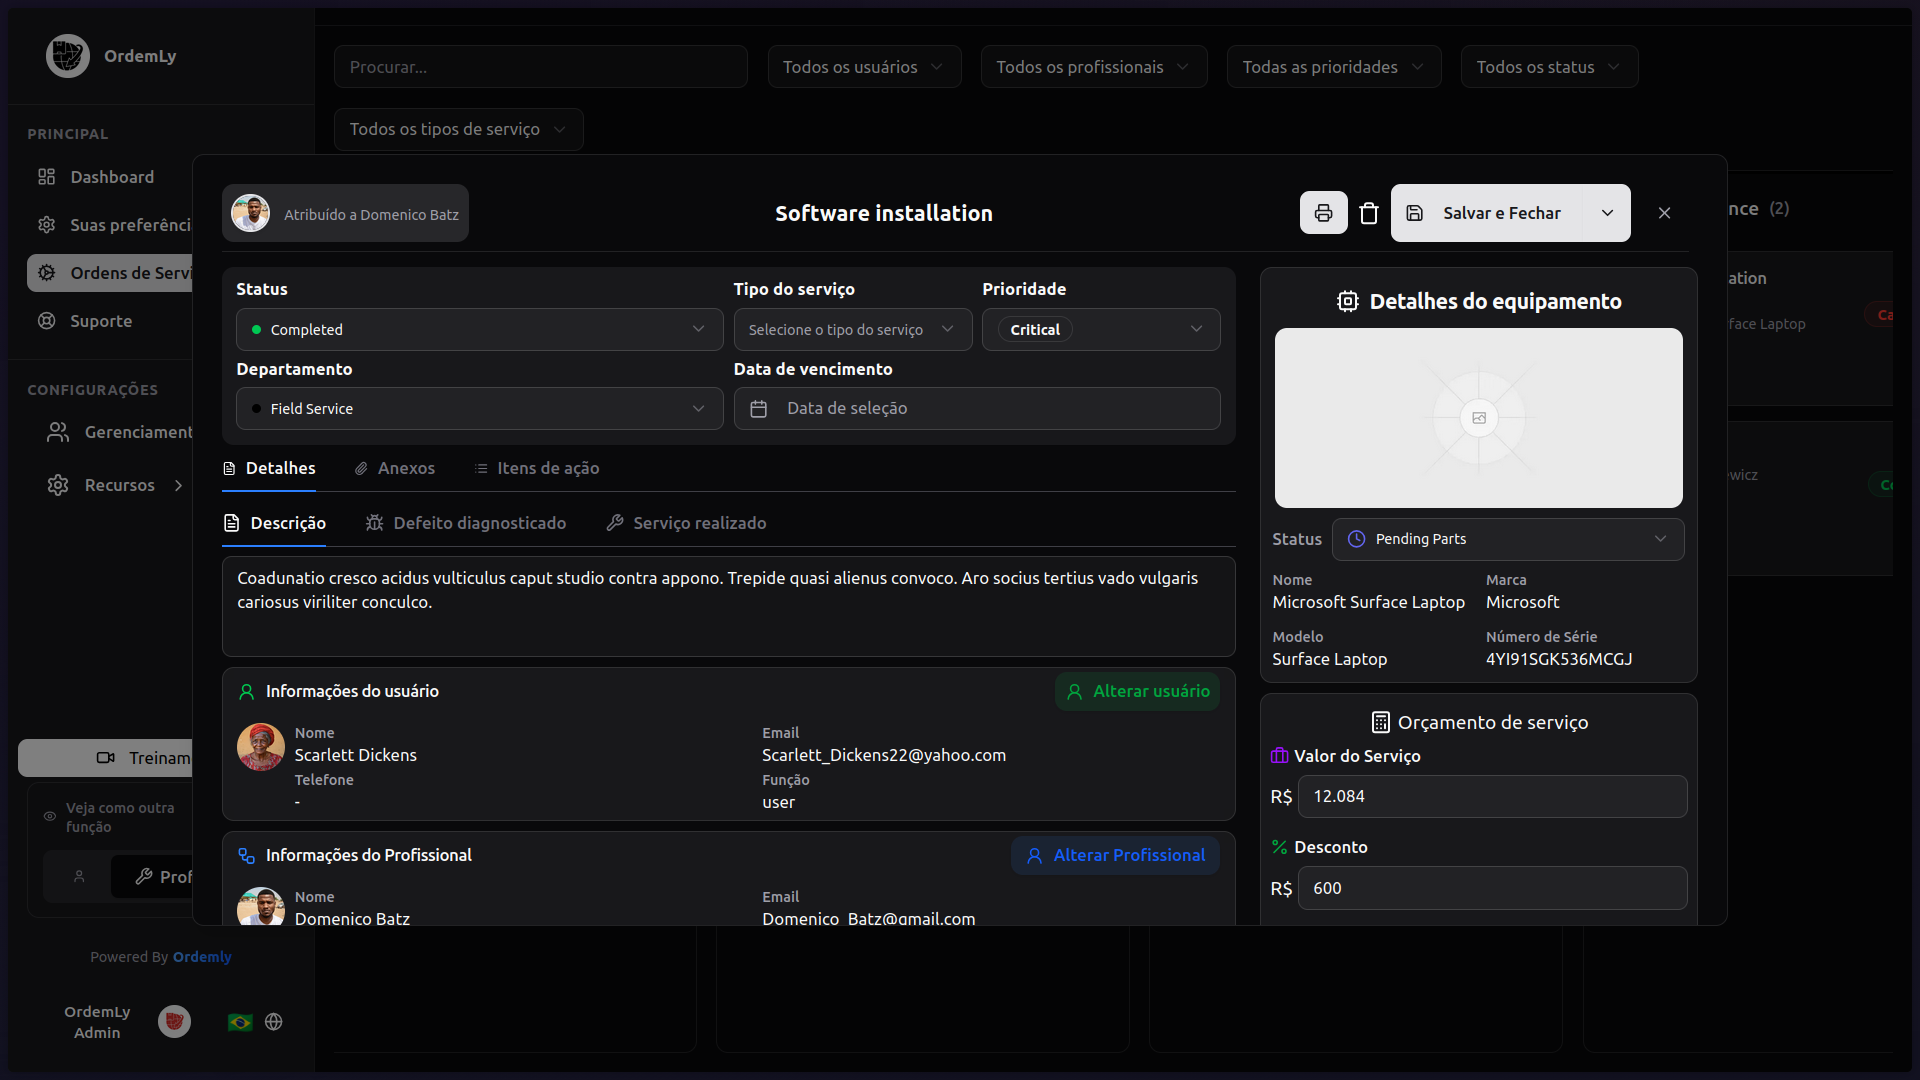 OrdemLy
Procurar...
Todos os usuários
Todos os profissionais
Todas as prioridades
Todos os status
Todos os tipos de serviço
PRINCIPAL
Dashboard
Suas preferênci
Ordens de Servi
Suporte
CONFIGURAÇÕES
Gerenciament
Recursos
Treinam
Veja como outra
função
Prof
Powered By Ordemly
OrdemLy
Admin
Atribuído a Domenico Batz
Software installation
Salvar e Fechar
Status
Completed
Tipo do serviço
Selecione o tipo do serviço
Prioridade
Critical
Departamento
Field Service
Data de vencimento
Data de seleção
Detalhes
Anexos
Itens de ação
Descrição
Defeito diagnosticado
Serviço realizado
Coadunatio cresco acidus vulticulus caput studio contra appono. Trepide quasi alienus convoco. Aro socius tertius vado vulgaris
cariosus viriliter conculco.
Informações do usuário
Alterar usuário
Nome
Scarlett Dickens
Email
Scarlett_Dickens22@yahoo.com
Telefone
-
Função
user
Informações do Profissional
Alterar Profissional
Nome
Domenico Batz
Email
Domenico_Batz@gmail.com
Detalhes do equipamento
Status
Pending Parts
Nome
Microsoft Surface Laptop
Marca
Microsoft
Modelo
Surface Laptop
Número de Série
4YI91SGK536MCGJ
Orçamento de serviço
Valor do Serviço
R$ 12.084
Desconto
R$ 600
nce (2)
ation
Ca
face Laptop
wicz
Co